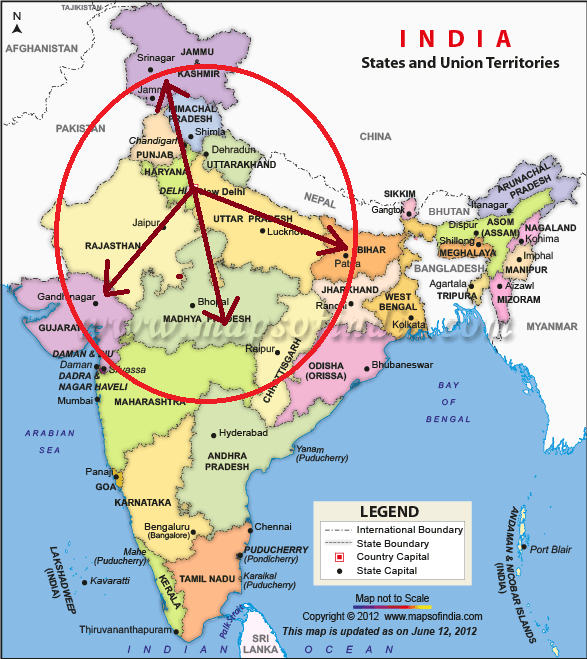 TAJIKISTAN
I N D I A
States and Union Territories
N
AFGHANISTAN
JAMMU
&
KASHMIR
Srinagar
Jammu
HIMACHAL
PRADESH
CHINA
PAKISTAN
Chandigarh
Shimla
PUNJAB
Dehradun
UTTARAKHAND
HARYANA
DELHI
New Delhi
NEPAL
SIKKIM
Gangtok
BHUTAN
ARUNACHAL
PRADESH
Itanagar
Jaipur
RAJASTHAN
UTTAR PRADESH
Lucknow
BIHAR
Patna
Dispur
ASOM
(ASSAM)
NAGALAND
Kohima
Shillong
MEGHALAYA
Imphal
MANIPUR
BANGLADESH
Agartala
TRIPURA
Aizawl
MIZORAM
Gandhinagar
GUJARAT
Bhopal
MADHYA PRADESH
JHARKHAND
Ranchi
WEST
BENGAL
Kolkata
MYANMAR
www.mapsofindia.com
DAMAN & DIU
Daman
DADRA &
NAGAR HAVELI
Silvassa
Raipur
CHHATTISGARH
ODISHA
(ORISSA)
Bhubaneswar
Mumbai
MAHARASHTRA
BAY
OF
BENGAL
ARABIAN
SEA
Hyderabad
ANDHRA
PRADESH
Yanam
(Puducherry)
Panaji
GOA
KARNATAKA
Bengaluru
(Bangalore)
Chennai
Mahe
(Puducherry)
PUDUCHERRY
(Pondicherry)
Karaikal
(Puducherry)
TAMIL NADU
KERALA
LAKSHADWEEP
(INDIA)
Kavaratti
Thiruvananthapuram
Palk Strait
SRI
LANKA
I N D I A N   O C E A N
LEGEND
International Boundary
State Boundary
Country Capital
State Capital
ANDAMAN & NICOBAR ISLANDS
(INDIA)
Port Blair
Map not to Scale
Copyright © 2012 www.mapsofindia.com
This map is updated as on June 12, 2012